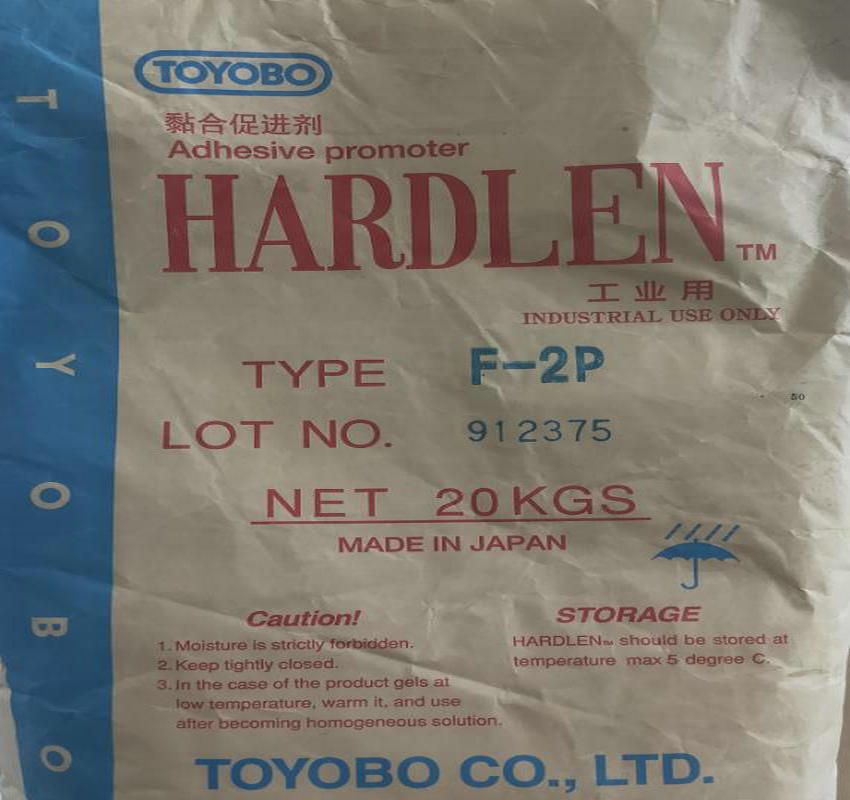 TOYOBO
TOYOBO
黏合促进剂
Adhesive promoter
HARDLEN TM
工业用
INDUSTRIAL USE ONLY
TYPE F-2P
50
LOT NO. 912375
NET 20KGS
MADE IN JAPAN
Caution!
1. Moisture is strictly forbidden.
2. Keep tightly closed.
3. In the case of the product gels at
low temperature, warm it, and use
after becoming homogeneous solution.
STORAGE
HARDLEN™ should be stored at
temperature max 5 degree C.
TOYOBO CO., LTD.